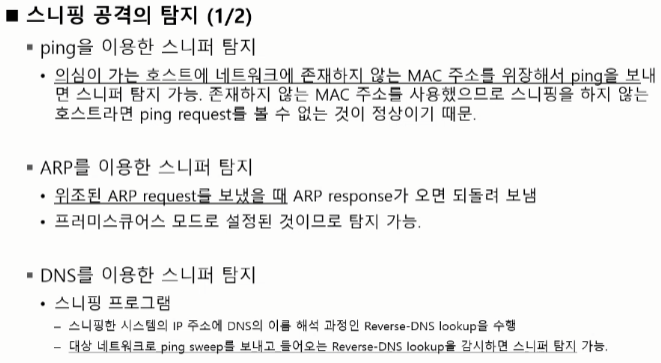 ■ 스니핑 공격의 탐지 (1/2)
▪ ping을 이용한 스니퍼 탐지
• 의심이 가는 호스트에 네트워크에 존재하지 않는 MAC 주소를 위장해서 ping을 보내
면 스니퍼 탐지 가능. 존재하지 않는 MAC 주소를 사용했으므로 스니핑을 하지 않는
호스트라면 ping request를 볼 수 없는 것이 정상이기 때문.
▪ ARP를 이용한 스니퍼 탐지
• 위조된 ARP request를 보냈을 때 ARP response가 오면 되돌려 보냄
• 프러미스큐어스 모드로 설정된 것이므로 탐지 가능.
▪ DNS를 이용한 스니퍼 탐지
• 스니핑 프로그램
– 스니핑한 시스템의 IP 주소에 DNS의 이름 해석 과정인 Reverse-DNS lookup을 수행
– 대상 네트워크로 ping sweep를 보내고 들어오는 Reverse-DNS lookup을 감시하면 스니퍼 탐지 가능.